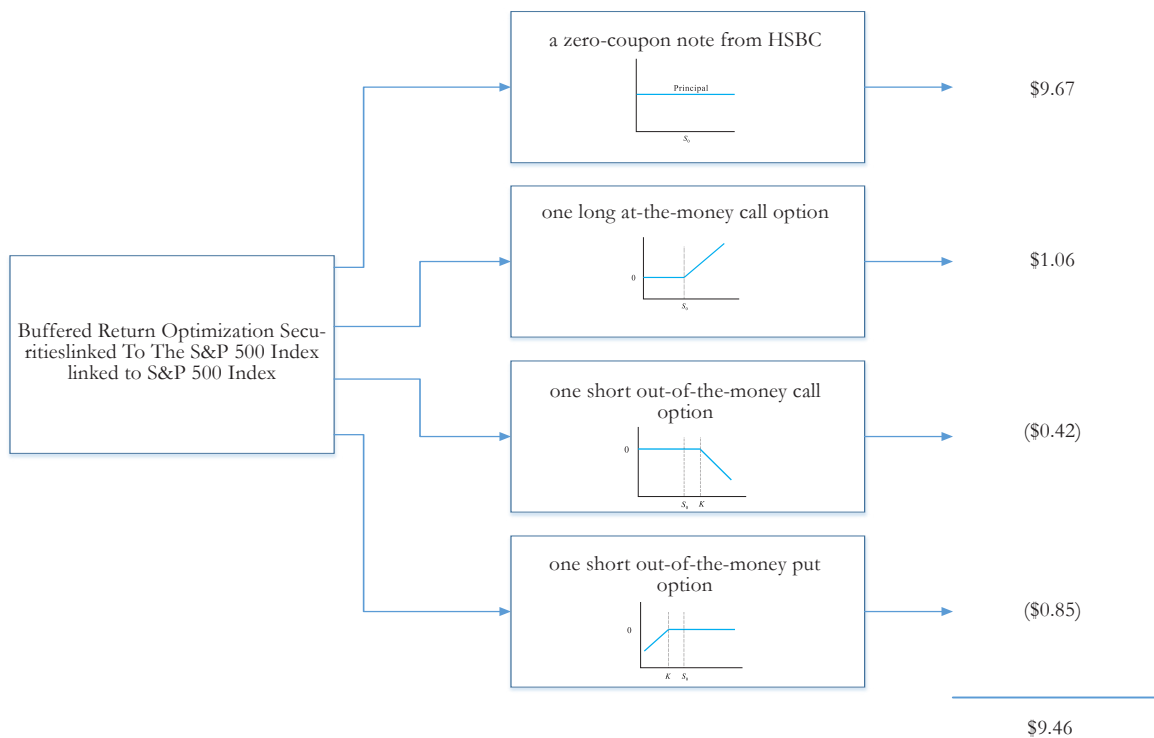 a zero-coupon note from HSBC
Principal
S₀
$9.67
one long at-the-money call option
0
S₀
$1.06
Buffered Return Optimization Secu-
ritieslinked To The S&P 500 Index
linked to S&P 500 Index
one short out-of-the-money call
option
0
S₀ K
($0.42)
one short out-of-the-money put
option
0
K S₀
($0.85)
$9.46